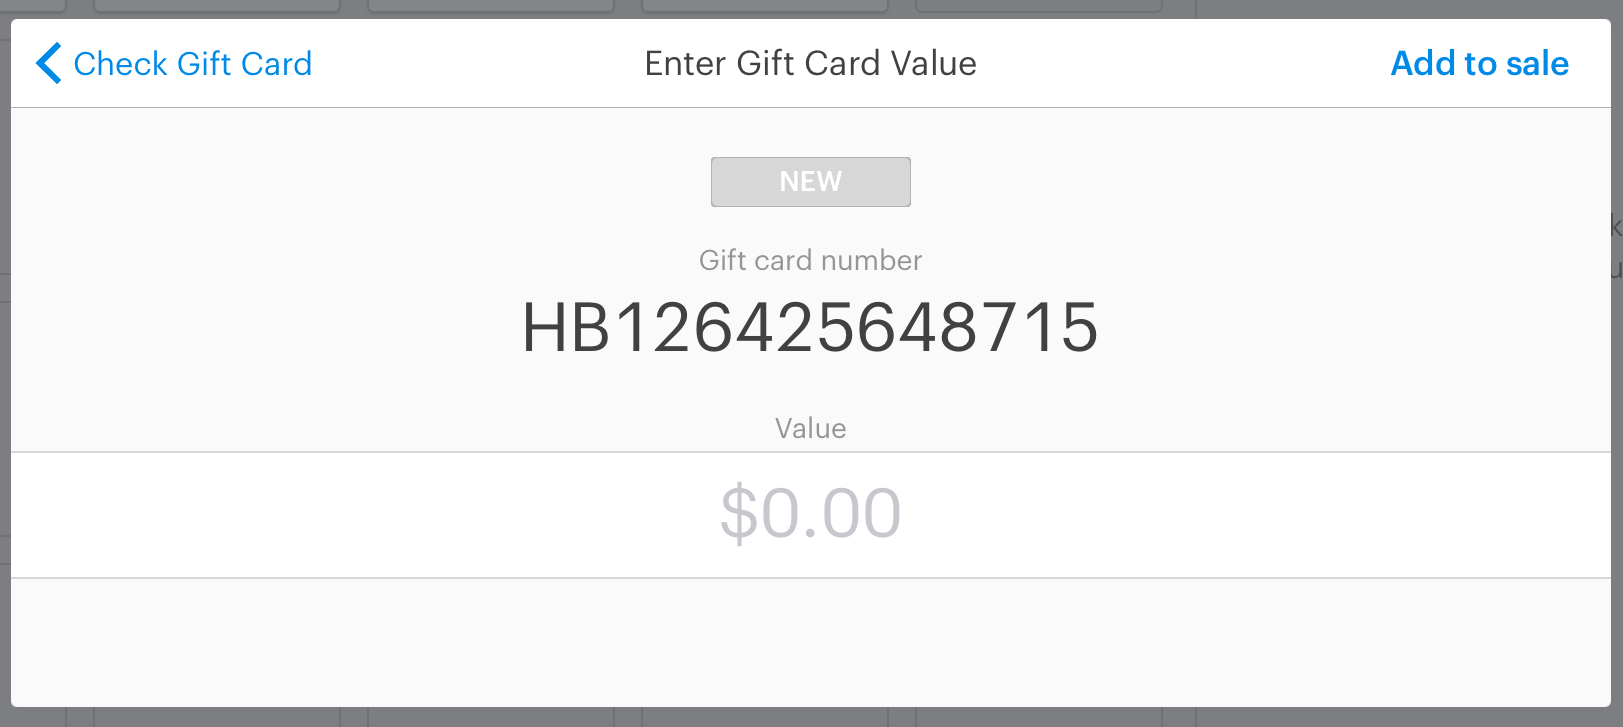 Check Gift Card
Enter Gift Card Value
Add to sale
NEW
Gift card number
HB126425648715
Value
$0.00